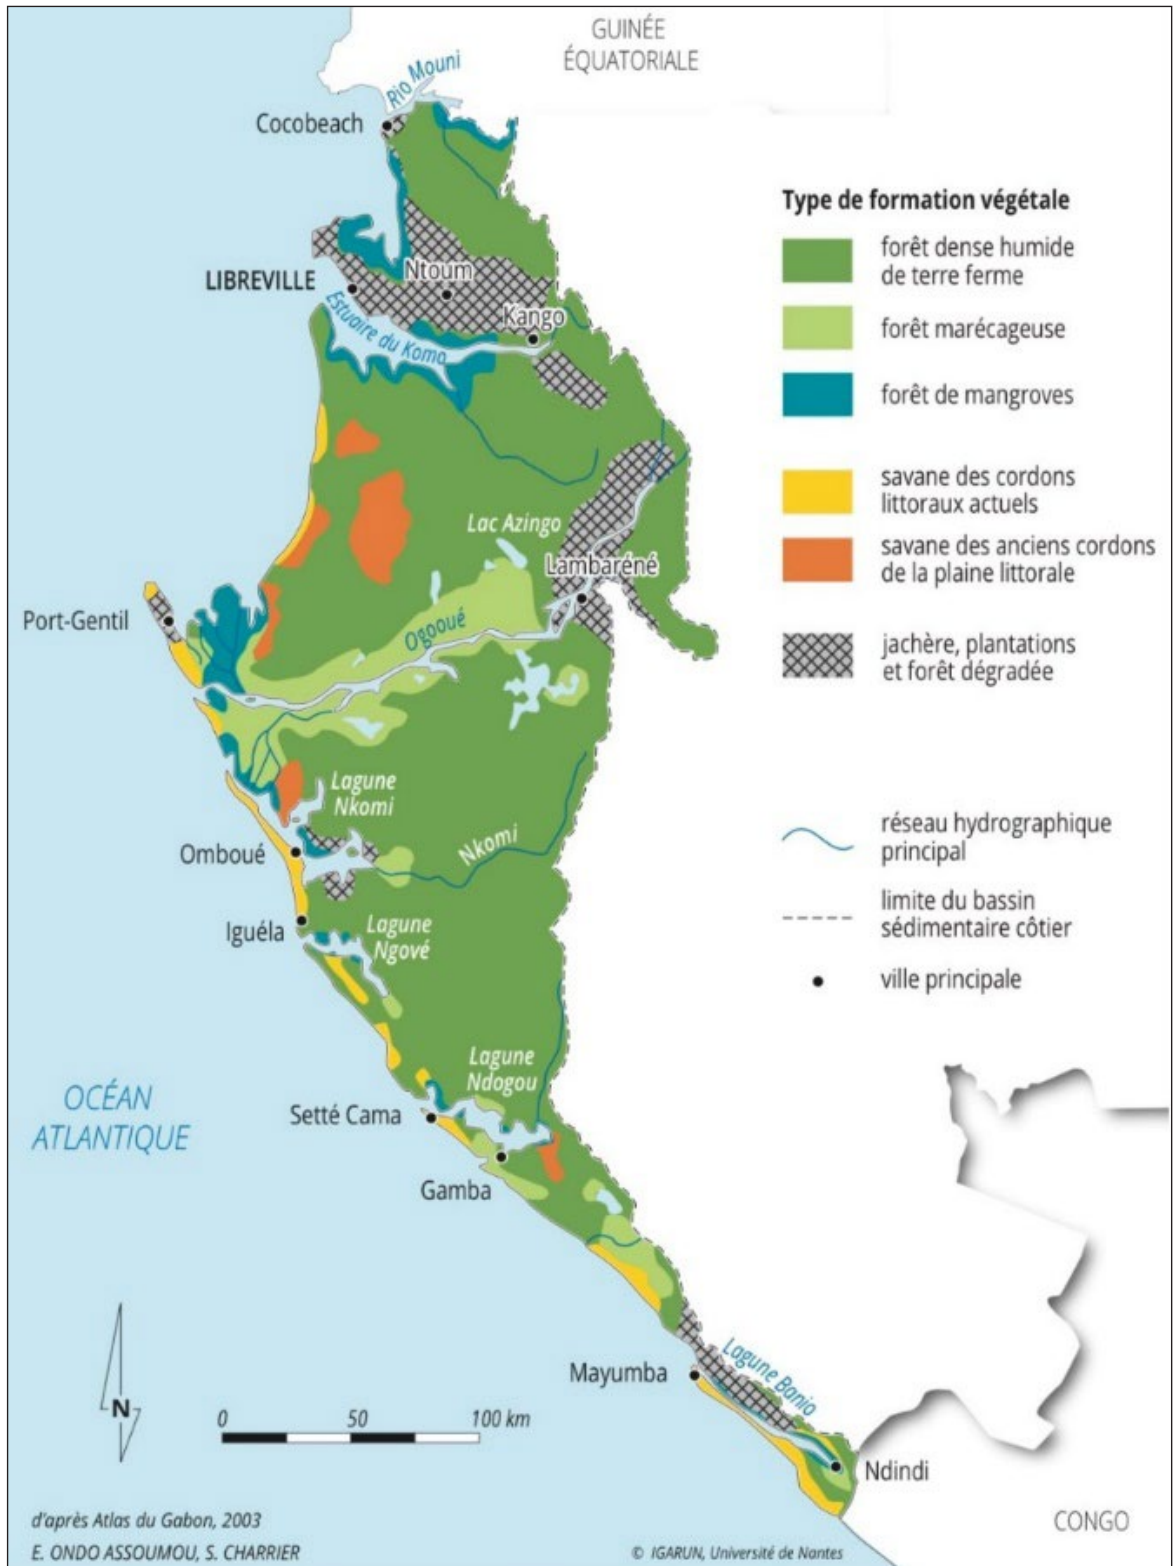 GUINÉE
ÉQUATORIALE
Rio Mouni
Cocobeach
Type de formation végétale
forêt dense humide
de terre ferme
forêt marécageuse
forêt de mangroves
savane des cordons
littoraux actuels
savane des anciens cordons
de la plaine littorale
jachère, plantations
et forêt dégradée
réseau hydrographique
principal
limite du bassin
sédimentaire côtier
ville principale
LIBREVILLE
Ntoum
Kango
Estuaire du Komo
Lac Azingo
Lambaréné
Port-Gentil
Ogooué
Lagune
Nkomi
Nkomi
Omboué
Iguéla
Lagune
Ngové
Lagune
Ndogou
OCÉAN
ATLANTIQUE
Setté Cama
Gamba
Mayumba
Lagune Banio
Ndindi
N
0 50 100 km
CONGO
d'après Atlas du Gabon, 2003
E. ONDO ASSOUMOU, S. CHARRIER
© IGARUN, Université de Nantes